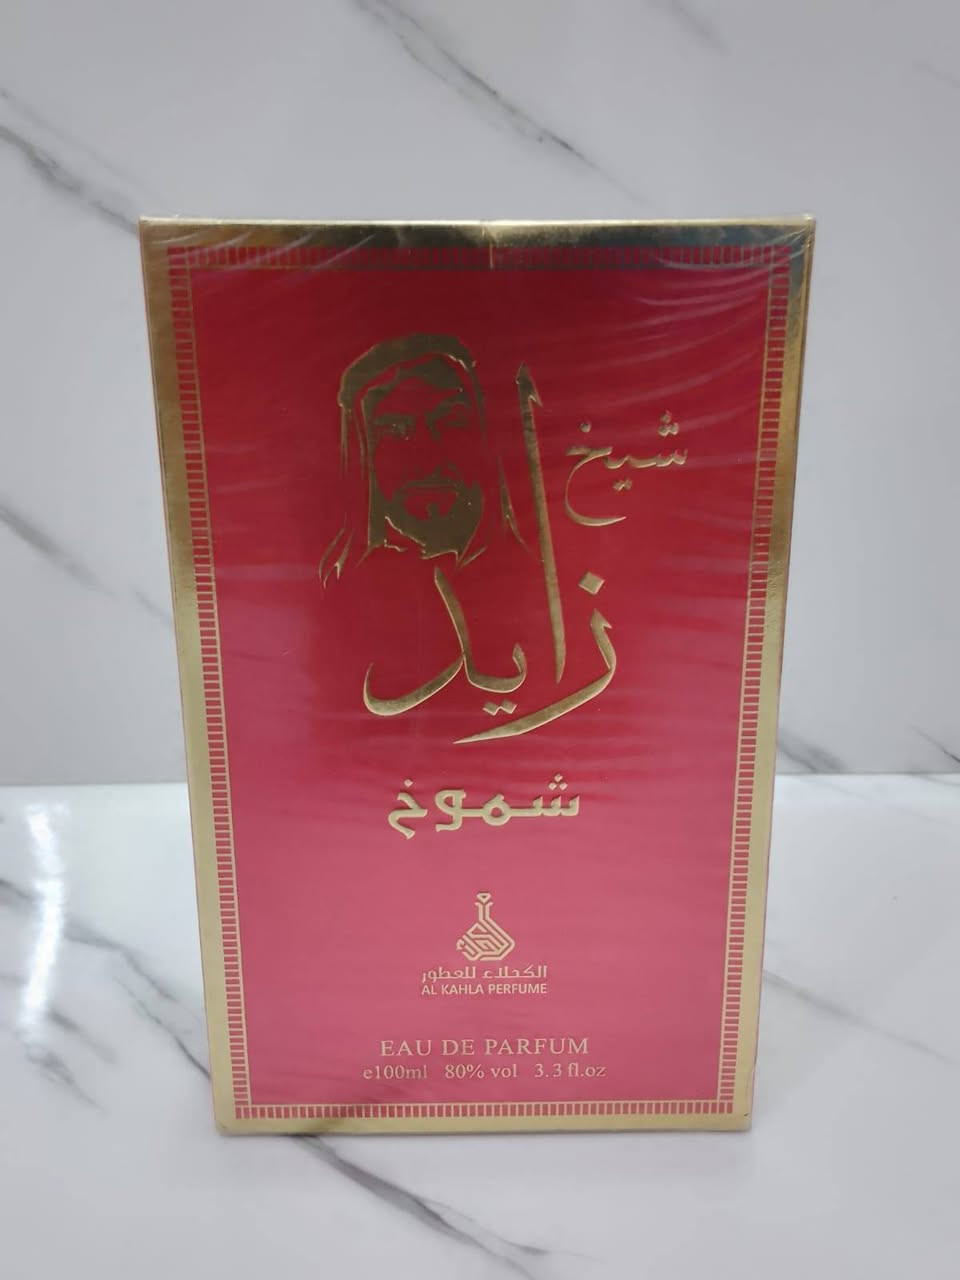 شيخ
زايد
شموخ
الكحلاء للعطور
AL KAHLA PERFUME
EAU DE PARFUM
e100ml 80% vol 3.3 fl.oz